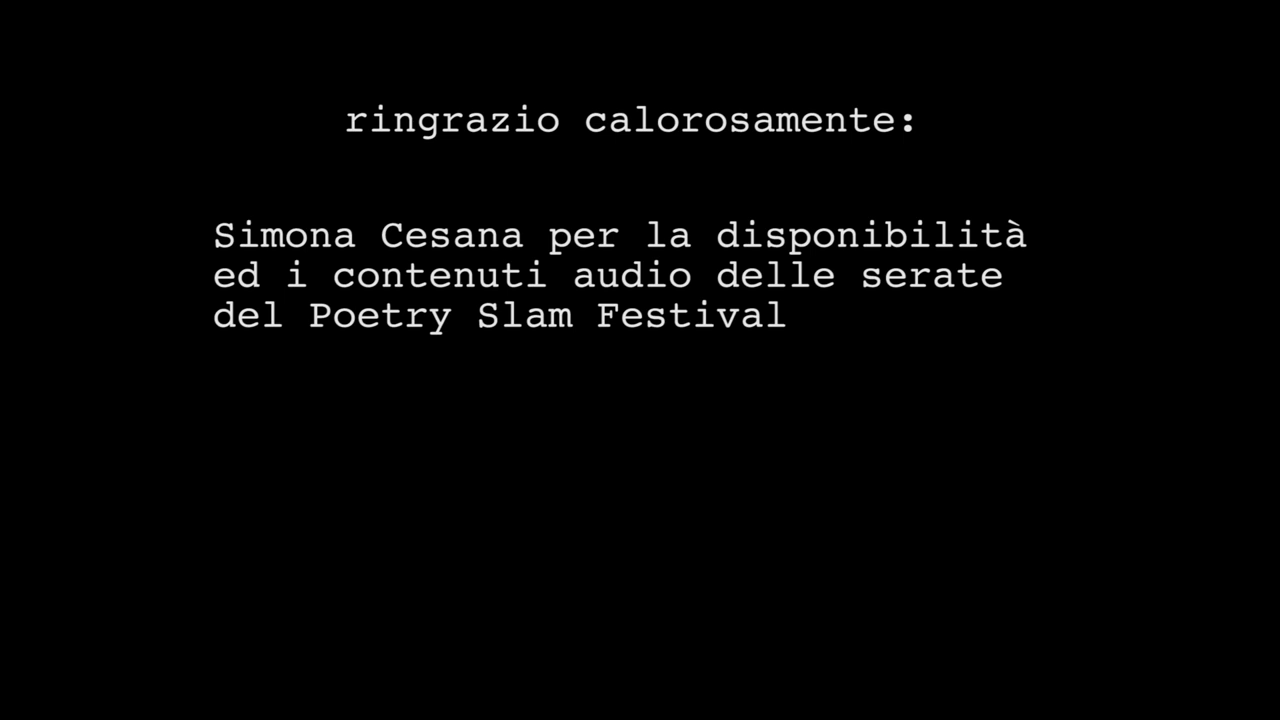 ringrazio calorosamente:
Simona Cesana per la disponibilità
ed i contenuti audio delle serate
del Poetry Slam Festival